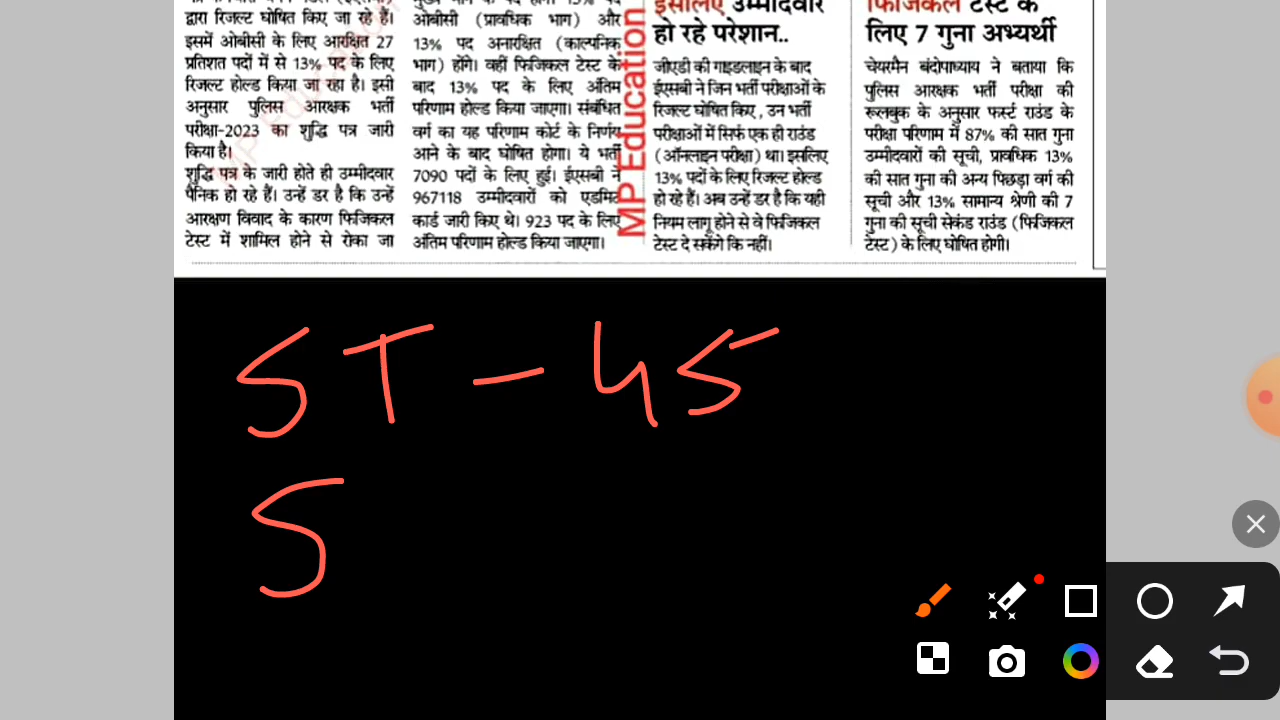 द्वारा रिजल्ट घोषित किए जा रहे हैं।
इसमें ओबीसी के लिए आरक्षित 27
प्रतिशत पदों में से 13% पद के लिए
रिजल्ट होल्ड किया जा रहा है। इसी
अनुसार पुलिस आरक्षक भर्ती
परीक्षा-2023 का शुद्धि पत्र जारी
किया है।
शुद्धि पत्र के जारी होते ही उम्मीदवार
पैनिक हो रहे हैं। उन्हें डर है कि उन्हें
आरक्षण विवाद के कारण फिजिकल
टेस्ट में शामिल होने से रोका जा
ओबीसी (प्रावधिक भाग) और
13% पद अनारक्षित (काल्पनिक
भाग) होंगे। वहीं फिजिकल टेस्ट के
बाद 13% पद के लिए अंतिम
परिणाम होल्ड किया जाएगा। संबंधित
वर्ग का यह परिणाम कोर्ट के निर्णय
आने के बाद घोषित होगा। ये भर्ती
7090 पदों के लिए हुई। ईएसबी ने
967118 उम्मीदवारों को एडमिट
कार्ड जारी किए थे। 923 पद के लिए
अंतिम परिणाम होल्ड किया जाएगा।
MP Education
इसलिए उम्मीदवार
हो रहे परेशान..
जीएडी की गाइडलाइन के बाद
ईएसबी ने जिन भर्ती परीक्षाओं के
रिजल्ट घोषित किए, उन भर्ती
परीक्षाओं में सिर्फ एक ही राउंड
(ऑनलाइन परीक्षा) था। इसलिए
13% पदों के लिए रिजल्ट होल्ड
हो रहे हैं। अब उन्हें डर है कि यही
नियम लागू होने से वे फिजिकल
टेस्ट दे सकेंगे कि नहीं।
फिजिकल टेस्ट के
लिए 7 गुना अभ्यर्थी
चेयरमैन बंदोपाध्याय ने बताया कि
पुलिस आरक्षक भर्ती परीक्षा की
रूलबुक के अनुसार फर्स्ट राउंड के
परीक्षा परिणाम में 87% की सात गुना
उम्मीदवारों की सूची, प्रावधिक 13%
की सात गुना की अन्य पिछड़ा वर्ग की
सूची और 13% सामान्य श्रेणी की 7
गुना की सूची सेकंड राउंड (फिजिकल
टेस्ट) के लिए घोषित होगी।
ST - 45
S